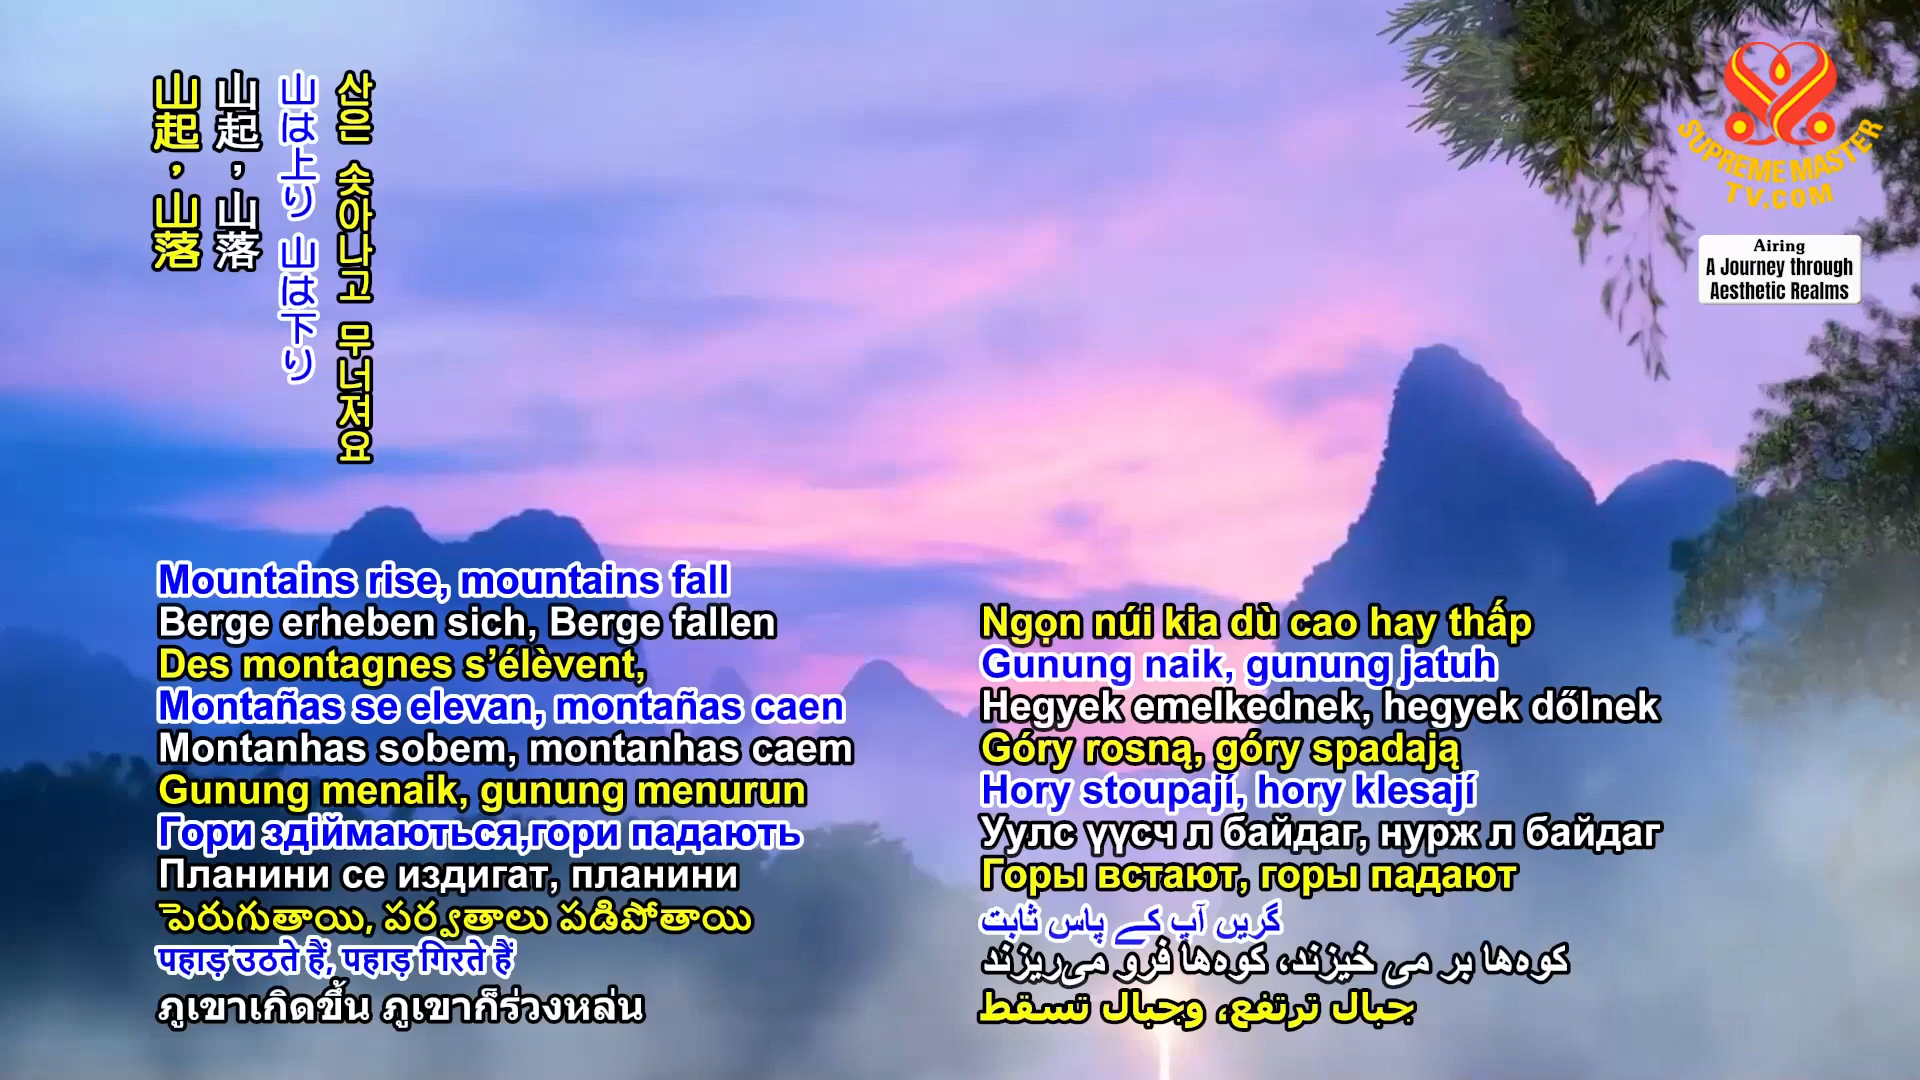 山起，山落
山起，山落
山は上り 山は下り
산은 솟아나고 무너져요
SUPREME MASTER
TV.COM
Airing
A Journey through
Aesthetic Realms
Mountains rise, mountains fall
Berge erheben sich, Berge fallen
Des montagnes s’élèvent,
Montañas se elevan, montañas caen
Montanhas sobem, montanhas caem
Gunung menaik, gunung menurun
Гори здіймаються,гори падають
Планини се издигат, планини
పెరుగుతాయి, పర్వతాలు పడిపోతాయి
पहाड़ उठते हैं, पहाड़ गिरते हैं
ภูเขาเกิดขึ้น ภูเขาก็ร่วงหล่น
Ngọn núi kia dù cao hay thấp
Gunung naik, gunung jatuh
Hegyek emelkednek, hegyek dőlnek
Góry rosną, góry spadają
Hory stoupají, hory klesají
Уулс үүсч л байдаг, нурж л байдаг
Горы встают, горы падают
گریں آپ کے پاس ثابت
کوه‌ها بر می خیزند، کوه‌ها فرو می‌ریزند
جبال ترتفع، وجبال تسقط